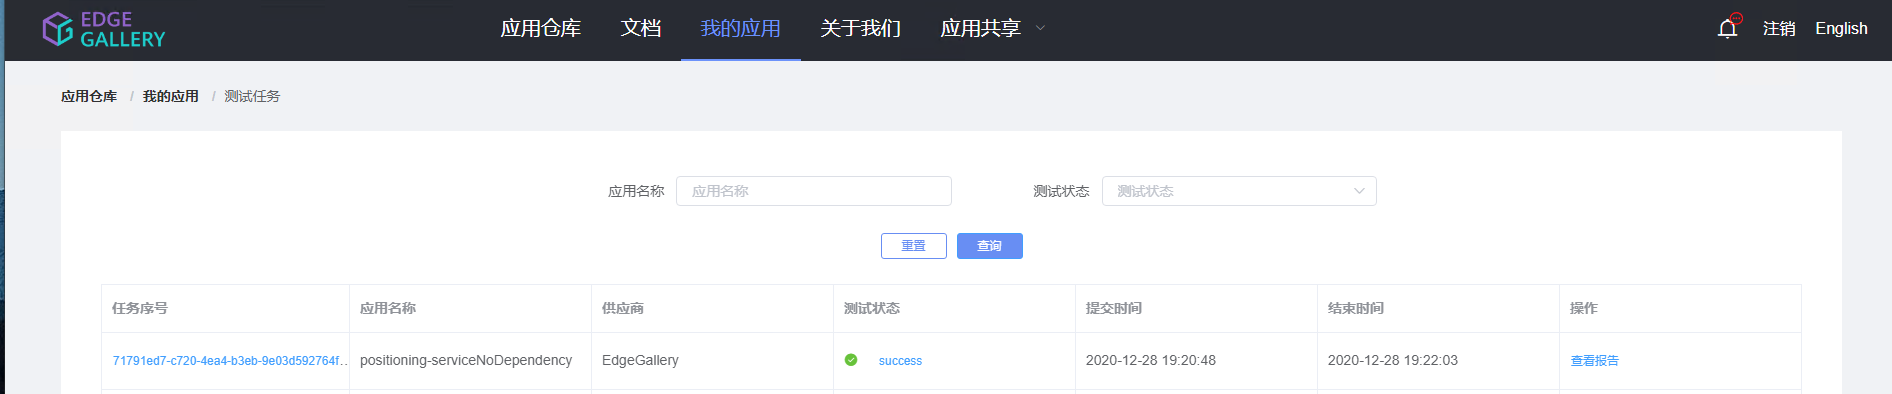 EDGE
GALLERY
应用仓库 文档 我的应用 关于我们 应用共享 注销 English
应用仓库 / 我的应用 / 测试任务
应用名称 应用名称 测试状态 测试状态
重置 查询
任务序号 应用名称 供应商 测试状态 提交时间 结束时间 操作
71791ed7-c720-4ea4-b3eb-9e03d592764f... positioning-serviceNoDependency EdgeGallery success 2020-12-28 19:20:48 2020-12-28 19:22:03 查看报告